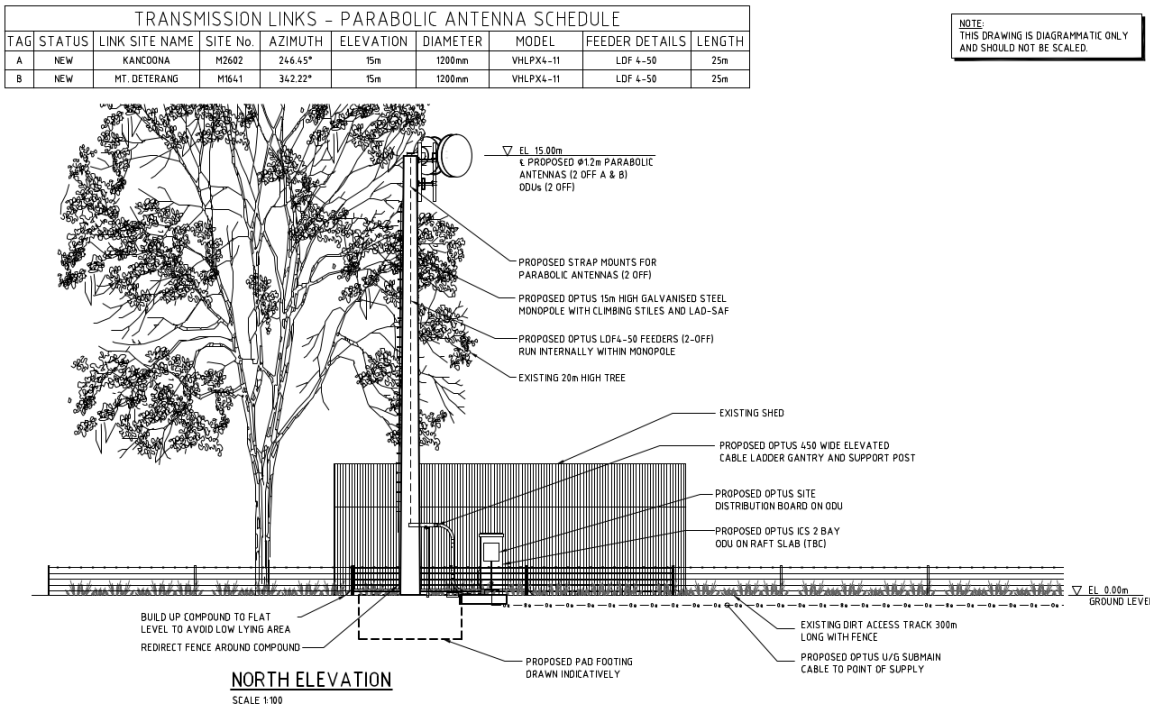 TRANSMISSION LINKS - PARABOLIC ANTENNA SCHEDULE
TAG STATUS LINK SITE NAME SITE No. AZIMUTH ELEVATION DIAMETER MODEL FEEDER DETAILS LENGTH
A NEW KANCOONA M2602 246.45° 15m 1200mm VHLPX4-11 LDF 4-50 25m
B NEW MT. DETERANG M1641 342.22° 15m 1200mm VHLPX4-11 LDF 4-50 25m
NOTE:
THIS DRAWING IS DIAGRAMMATIC ONLY
AND SHOULD NOT BE SCALED.
EL 15.00m
℄ PROPOSED Ø1.2m PARABOLIC
ANTENNAS (2 OFF A & B)
ODUs (2 OFF)
PROPOSED STRAP MOUNTS FOR
PARABOLIC ANTENNAS (2 OFF)
PROPOSED OPTUS 15m HIGH GALVANISED STEEL
MONOPOLE WITH CLIMBING STILES AND LAD-SAF
PROPOSED OPTUS LDF4-50 FEEDERS (2-OFF)
RUN INTERNALLY WITHIN MONOPOLE
EXISTING 20m HIGH TREE
EXISTING SHED
PROPOSED OPTUS 450 WIDE ELEVATED
CABLE LADDER GANTRY AND SUPPORT POST
PROPOSED OPTUS SITE
DISTRIBUTION BOARD ON ODU
PROPOSED OPTUS ICS 2 BAY
ODU ON RAFT SLAB (TBC)
EL 0.00m
GROUND LEVE
BUILD UP COMPOUND TO FLAT
LEVEL TO AVOID LOW LYING AREA
REDIRECT FENCE AROUND COMPOUND
EXISTING DIRT ACCESS TRACK 300m
LONG WITH FENCE
PROPOSED OPTUS U/G SUBMAIN
CABLE TO POINT OF SUPPLY
PROPOSED PAD FOOTING
DRAWN INDICATIVELY
NORTH ELEVATION
SCALE 1:100